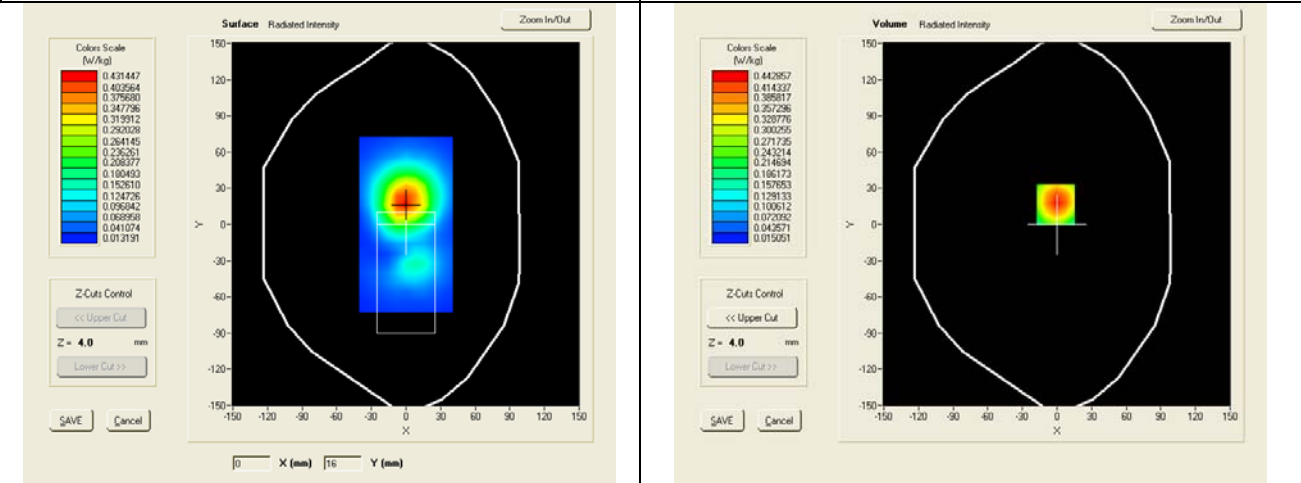 Surface Radiated Intensity
Zoom In/Out
Colors Scale
(W/kg)
0.431447
0.403564
0.375680
0.347796
0.319912
0.292028
0.264145
0.236261
0.208377
0.180493
0.152610
0.124726
0.096842
0.068958
0.041074
0.013191
Z-Cuts Control
<< Upper Cut
Z = 4.0 mm
Lower Cut >>
SAVE Cancel
150
120
90
60
30
0
-30
-60
-90
-120
-150
Y
-150 -120 -90 -60 -30 0 30 60 90 120 150
X
0 X (mm) 16 Y (mm)
Volume Radiated Intensity
Zoom In/Out
Colors Scale
(W/kg)
0.442857
0.414337
0.385817
0.357296
0.328776
0.300255
0.271735
0.243214
0.214694
0.186173
0.157653
0.129133
0.100612
0.072092
0.043571
0.015051
Z-Cuts Control
<< Upper Cut
Z = 4.0 mm
Lower Cut >>
SAVE Cancel
150
120
90
60
30
0
-30
-60
-90
-120
-150
Y
-150 -120 -90 -60 -30 0 30 60 90 120 150
X